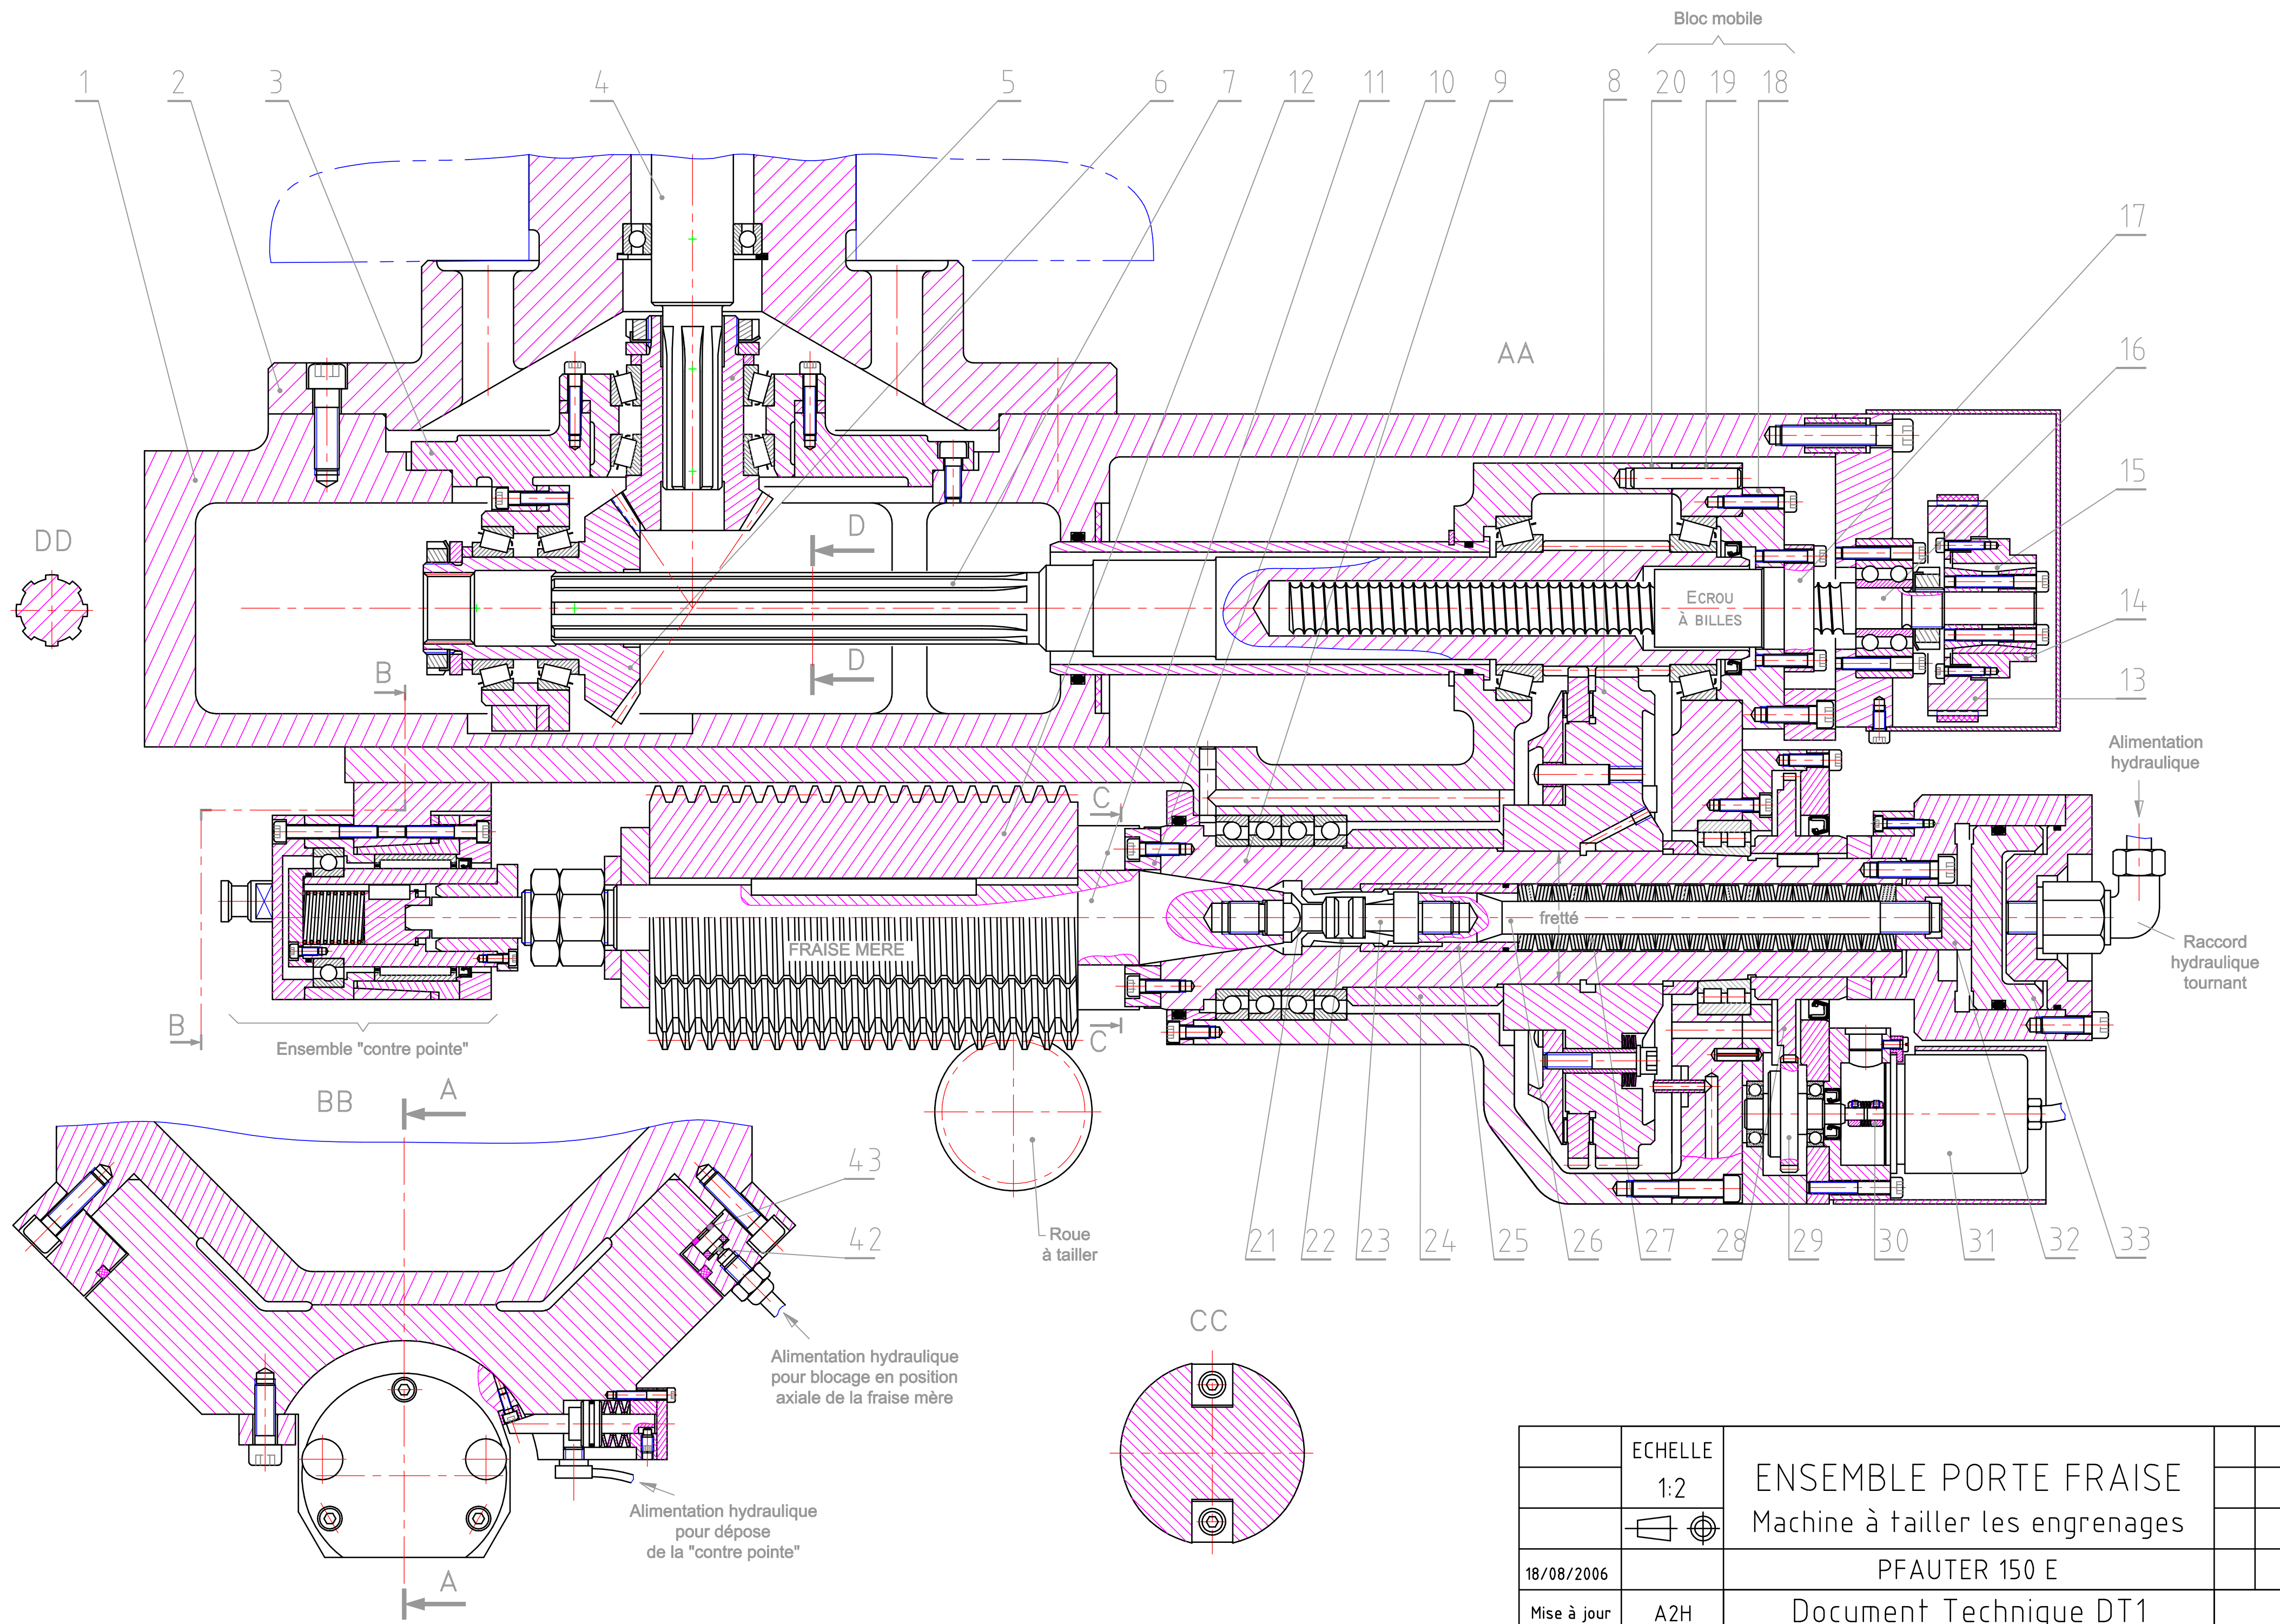 Bloc mobile
1
2
3
4
5
6
7
12
11
10
9
8
20
19
18
17
AA
16
15
14
13
DD
D
D
ECROU
À BILLES
B
Alimentation
hydraulique
C
FRAISE MÈRE
fretté
Raccord
hydraulique
tournant
B
C
Ensemble "contre pointe"
BB
A
43
42
Roue
à tailler
21
22
23
24
25
26
27
28
29
30
31
32
33
CC
Alimentation hydraulique
pour blocage en position
axiale de la fraise mère
Alimentation hydraulique
pour dépose
de la "contre pointe"
A
ECHELLE
1:2
ENSEMBLE PORTE FRAISE
Machine à tailler les engrenages
18/08/2006
PFAUTER 150 E
Mise à jour
A2H
Document Technique DT1